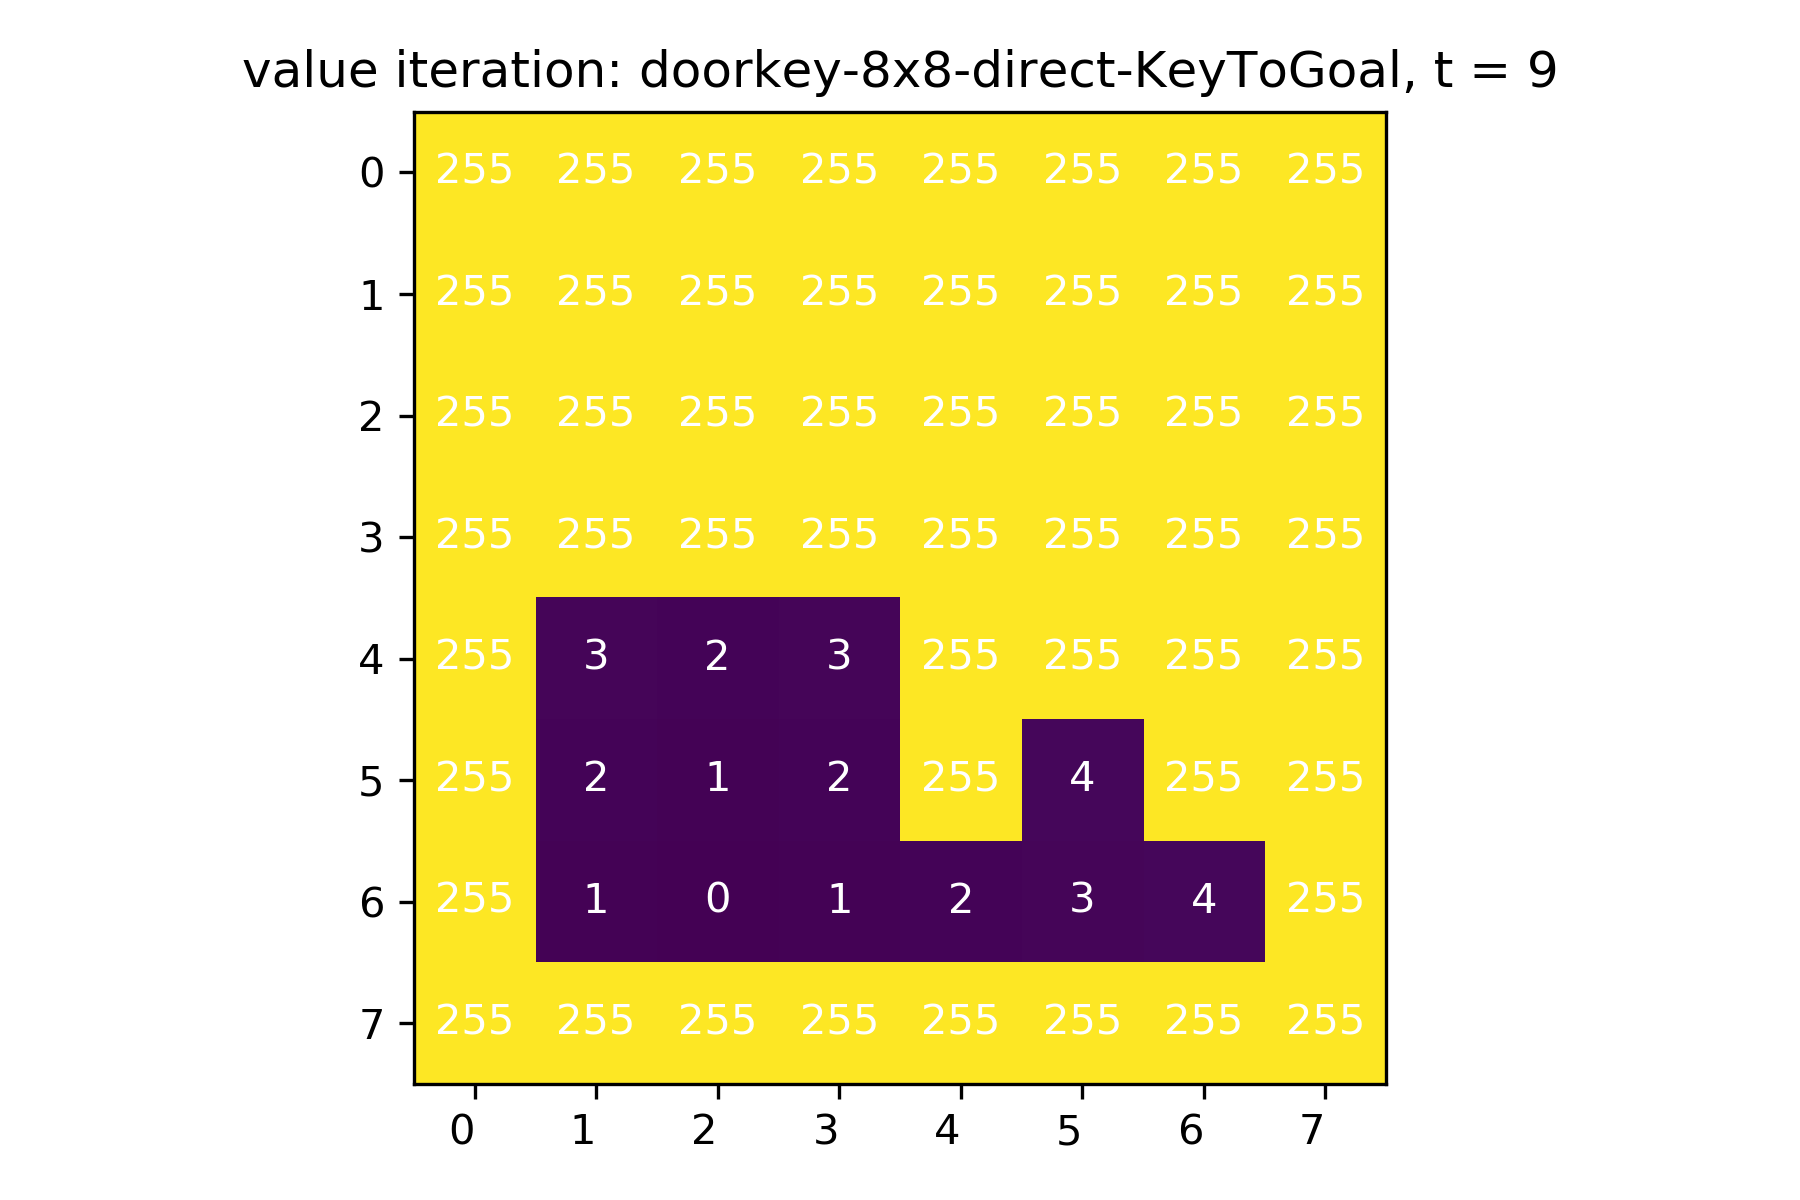 value iteration: doorkey-8x8-direct-KeyToGoal, t = 9
0 255 255 255 255 255 255 255 255
1 255 255 255 255 255 255 255 255
2 255 255 255 255 255 255 255 255
3 255 255 255 255 255 255 255 255
4 255 3 2 3 255 255 255 255
5 255 2 1 2 255 4 255 255
6 255 1 0 1 2 3 4 255
7 255 255 255 255 255 255 255 255
0 1 2 3 4 5 6 7